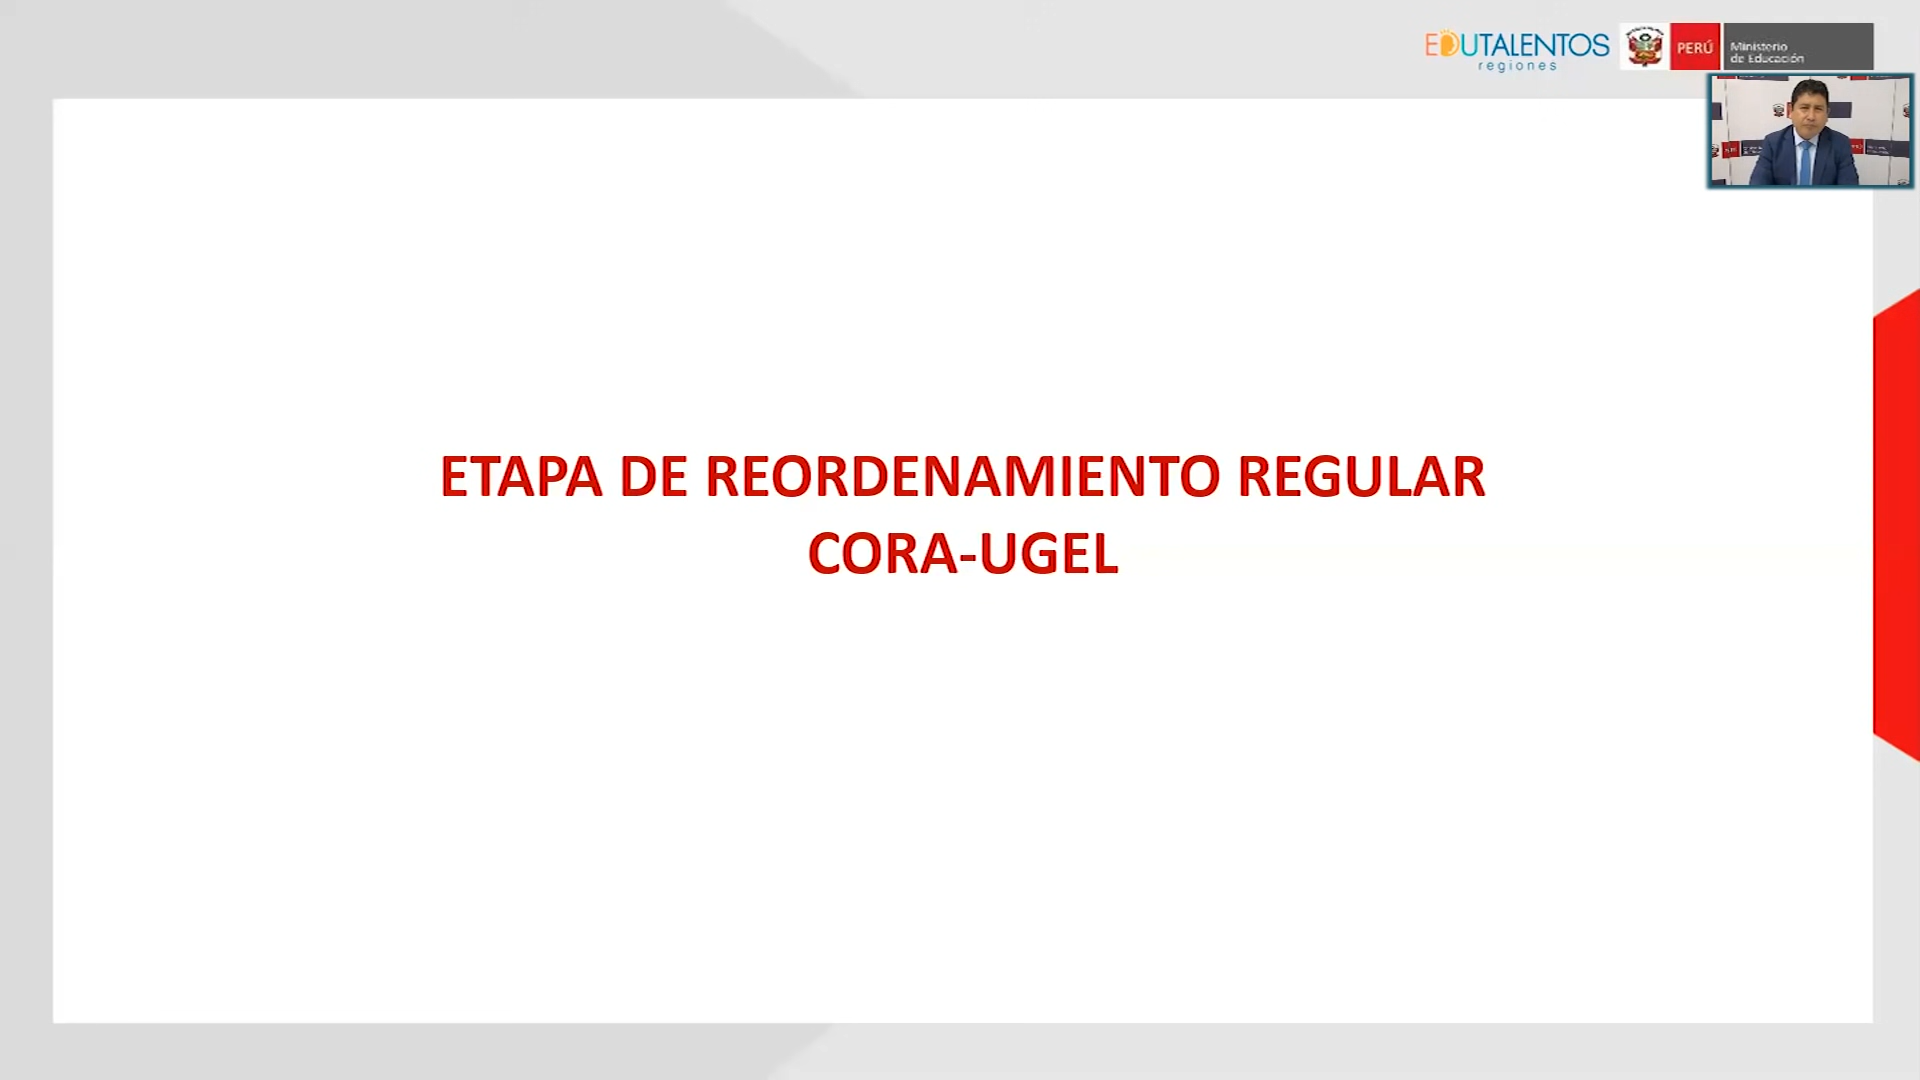 EDUTALENTOS
regiones
PERÚ
Ministerio
de Educación
ETAPA DE REORDENAMIENTO REGULAR
CORA-UGEL